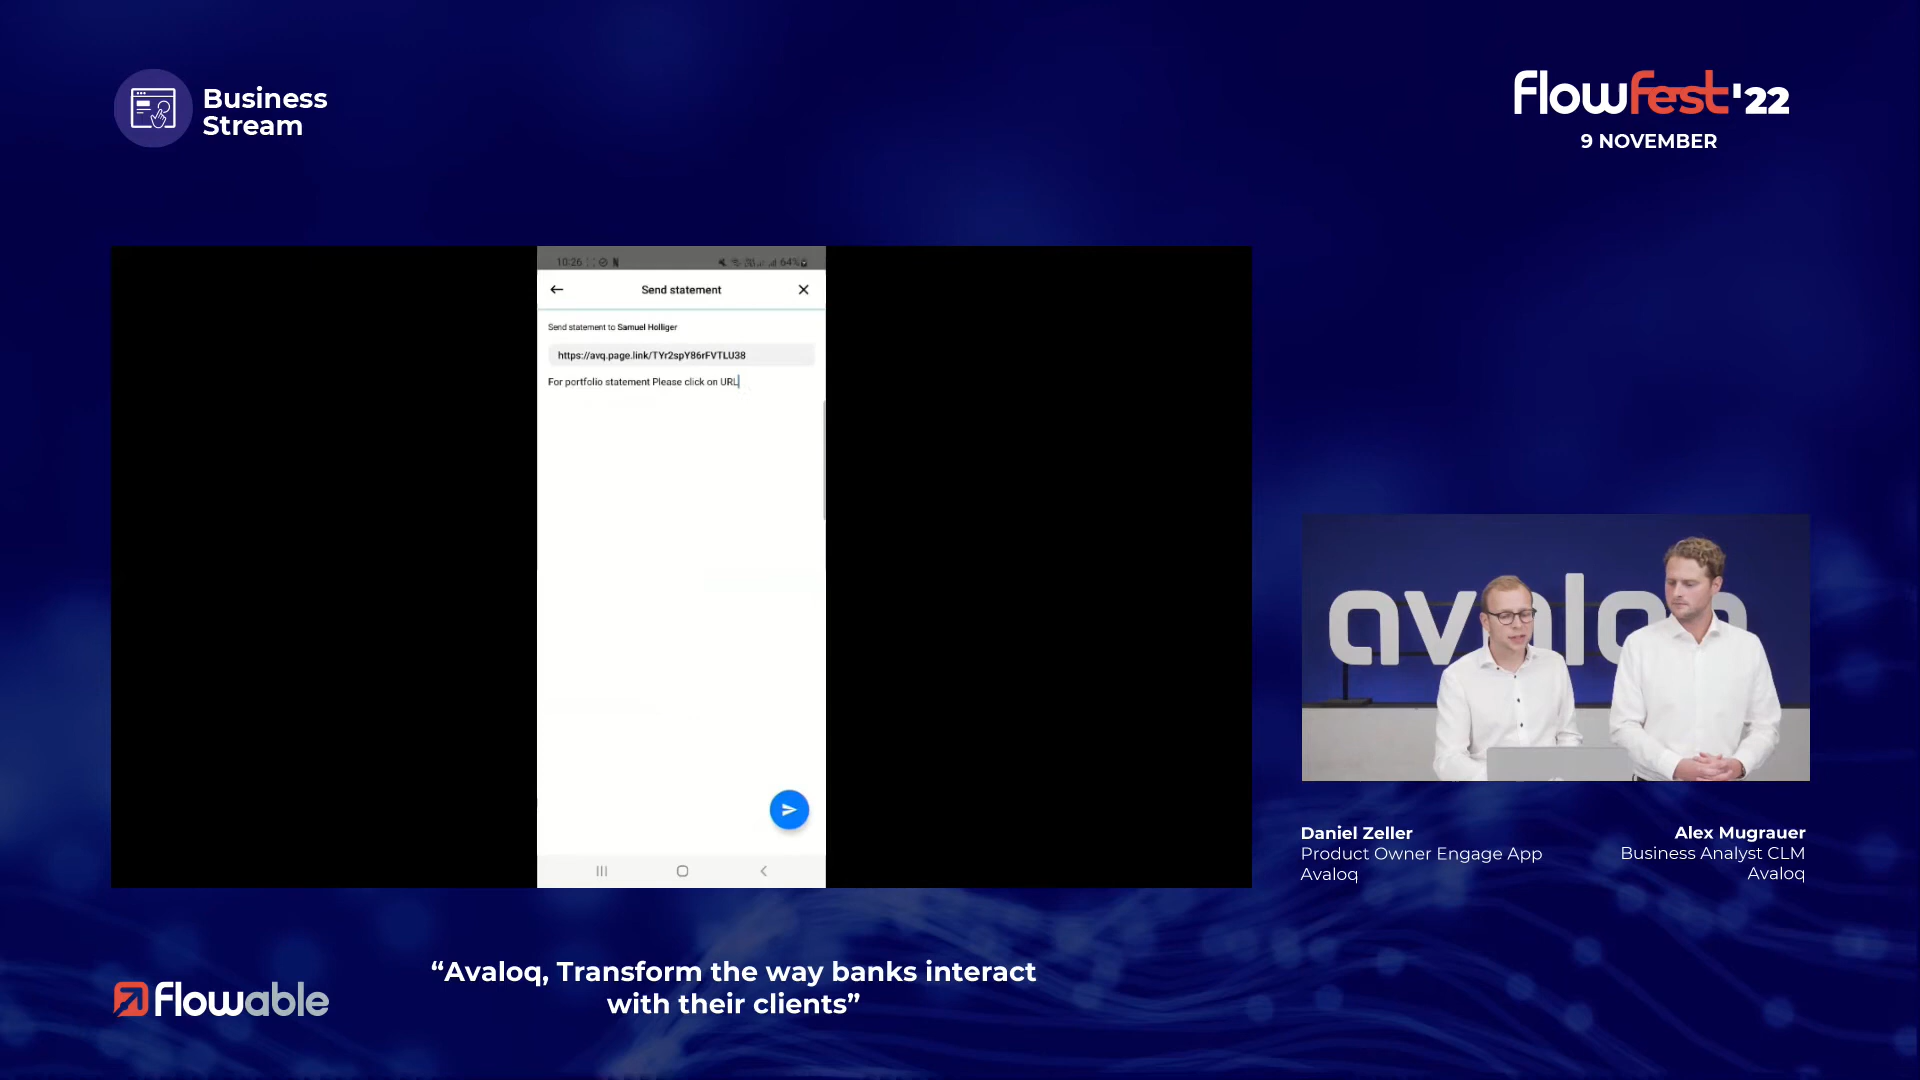 Business
Stream
flowfest'22
9 NOVEMBER
10:26
64%
Send statement
Send statement to Samuel Holliger
https://avq.page.link/TYr2spY86rFVTLU38
For portfolio statement Please click on URL
avaloq
Daniel Zeller
Product Owner Engage App
Avaloq
Alex Mugrauer
Business Analyst CLM
Avaloq
flowable
“Avaloq, Transform the way banks interact
with their clients”